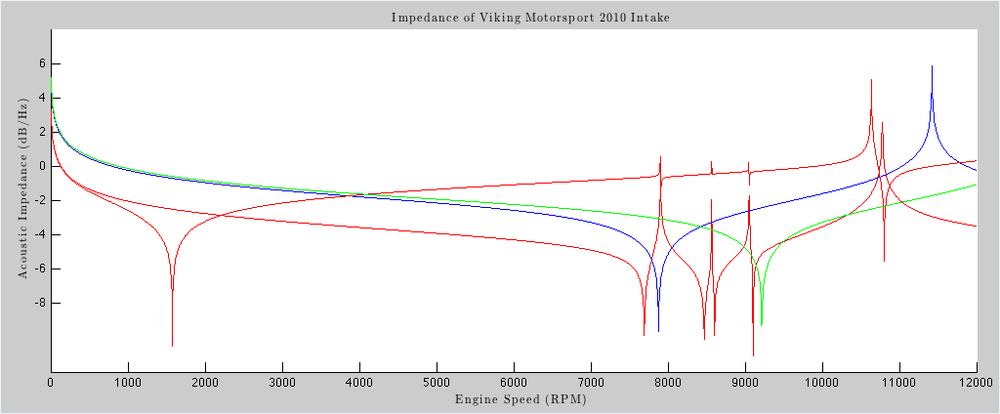 Impedance of Viking Motorsport 2010 Intake
Acoustic Impedance (dB/Hz)
6
4
2
0
-2
-4
-6
-8
0 1000 2000 3000 4000 5000 6000 7000 8000 9000 10000 11000 12000
Engine Speed (RPM)